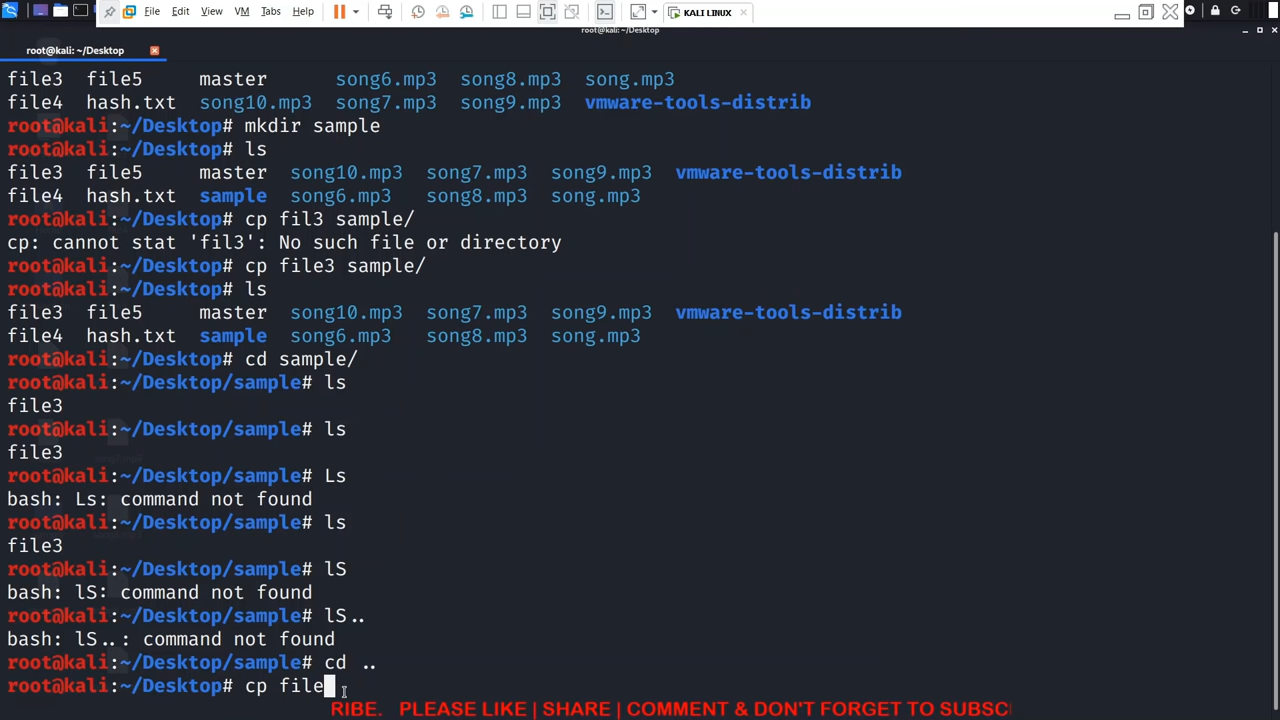 File Edit View VM Tabs Help KALI LINUX
root@kali: ~/Desktop
root@kali: ~/Desktop
file3 file5 master song6.mp3 song8.mp3 song.mp3
file4 hash.txt song10.mp3 song7.mp3 song9.mp3 vmware-tools-distrib
root@kali:~/Desktop# mkdir sample
root@kali:~/Desktop# ls
file3 file5 master song10.mp3 song7.mp3 song9.mp3 vmware-tools-distrib
file4 hash.txt sample song6.mp3 song8.mp3 song.mp3
root@kali:~/Desktop# cp fil3 sample/
cp: cannot stat 'fil3': No such file or directory
root@kali:~/Desktop# cp file3 sample/
root@kali:~/Desktop# ls
file3 file5 master song10.mp3 song7.mp3 song9.mp3 vmware-tools-distrib
file4 hash.txt sample song6.mp3 song8.mp3 song.mp3
root@kali:~/Desktop# cd sample/
root@kali:~/Desktop/sample# ls
file3
root@kali:~/Desktop/sample# ls
file3
root@kali:~/Desktop/sample# Ls
bash: Ls: command not found
root@kali:~/Desktop/sample# ls
file3
root@kali:~/Desktop/sample# lS
bash: lS: command not found
root@kali:~/Desktop/sample# lS..
bash: lS..: command not found
root@kali:~/Desktop/sample# cd ..
root@kali:~/Desktop# cp file
RIBE. PLEASE LIKE | SHARE | COMMENT & DON'T FORGET TO SUBSC